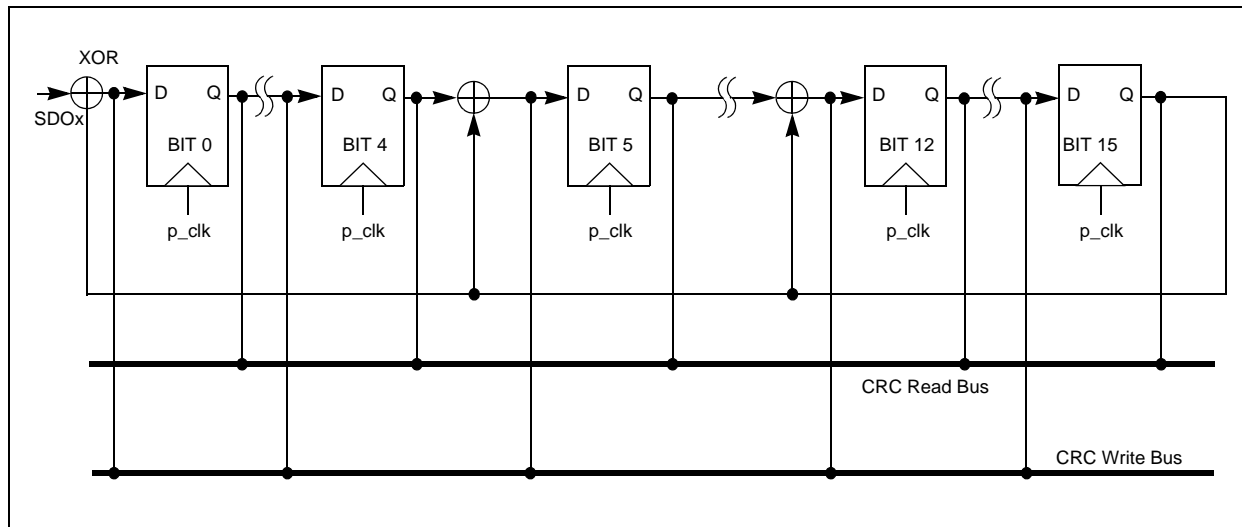 XOR
SDOx
D Q
BIT 0
p_clk
D Q
BIT 4
p_clk
D Q
BIT 5
p_clk
D Q
BIT 12
p_clk
D Q
BIT 15
p_clk
CRC Read Bus
CRC Write Bus